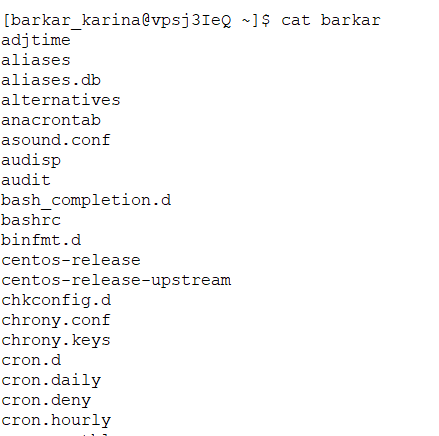 [barkar_karina@vpsj3IeQ ~]$ cat barkar
adjtime
aliases
aliases.db
alternatives
anacrontab
asound.conf
audisp
audit
bash_completion.d
bashrc
binfmt.d
centos-release
centos-release-upstream
chkconfig.d
chrony.conf
chrony.keys
cron.d
cron.daily
cron.deny
cron.hourly